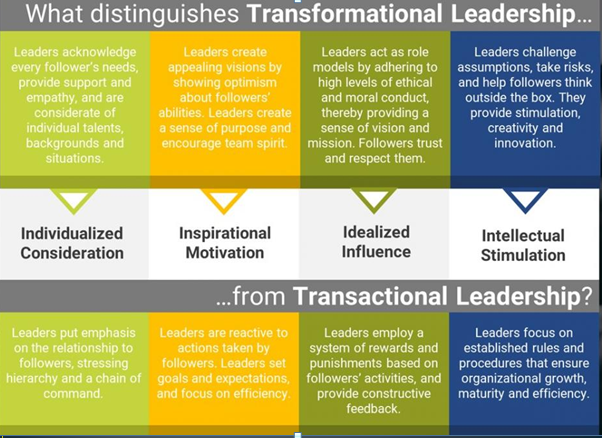 What distinguishes Transformational Leadership...
Leaders acknowledge
every follower's needs,
provide support and
empathy, and are
considerate of
individual talents,
backgrounds and
situations.
Leaders create
appealing visions by
showing optimism
about followers'
abilities. Leaders create
a sense of purpose and
encourage team spirit.
Leaders act as role
models by adhering to
high levels of ethical
and moral conduct,
thereby providing a
sense of vision and
mission. Followers trust
and respect them.
Leaders challenge
assumptions, take risks,
and help followers think
outside the box. They
provide stimulation,
creativity and
innovation.
Individualized
Consideration
Inspirational
Motivation
Idealized
Influence
Intellectual
Stimulation
...from Transactional Leadership?
Leaders put emphasis
on the relationship to
followers, stressing
hierarchy and a chain of
command.
Leaders are reactive to
actions taken by
followers. Leaders set
goals and expectations,
and focus on efficiency.
Leaders employ a
system of rewards and
punishments based on
followers' activities, and
provide constructive
feedback.
Leaders focus on
established rules and
procedures that ensure
organizational growth,
maturity and efficiency.